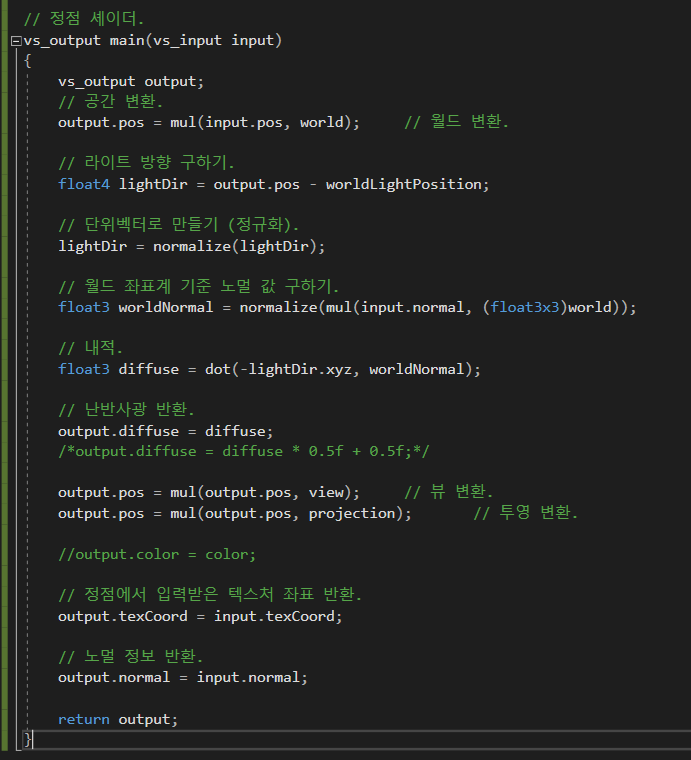 // 정점 셰이더.
vs_output main(vs_input input)
{
vs_output output;
// 공간 변환.
output.pos = mul(input.pos, world); // 월드 변환.
// 라이트 방향 구하기.
float4 lightDir = output.pos - worldLightPosition;
// 단위벡터로 만들기 (정규화).
lightDir = normalize(lightDir);
// 월드 좌표계 기준 노멀 값 구하기.
float3 worldNormal = normalize(mul(input.normal, (float3x3)world));
// 내적.
float3 diffuse = dot(-lightDir.xyz, worldNormal);
// 난반사광 반환.
output.diffuse = diffuse;
/*output.diffuse = diffuse * 0.5f + 0.5f;*/
output.pos = mul(output.pos, view); // 뷰 변환.
output.pos = mul(output.pos, projection); // 투영 변환.
//output.color = color;
// 정점에서 입력받은 텍스처 좌표 반환.
output.texCoord = input.texCoord;
// 노멀 정보 반환.
output.normal = input.normal;
return output;
}